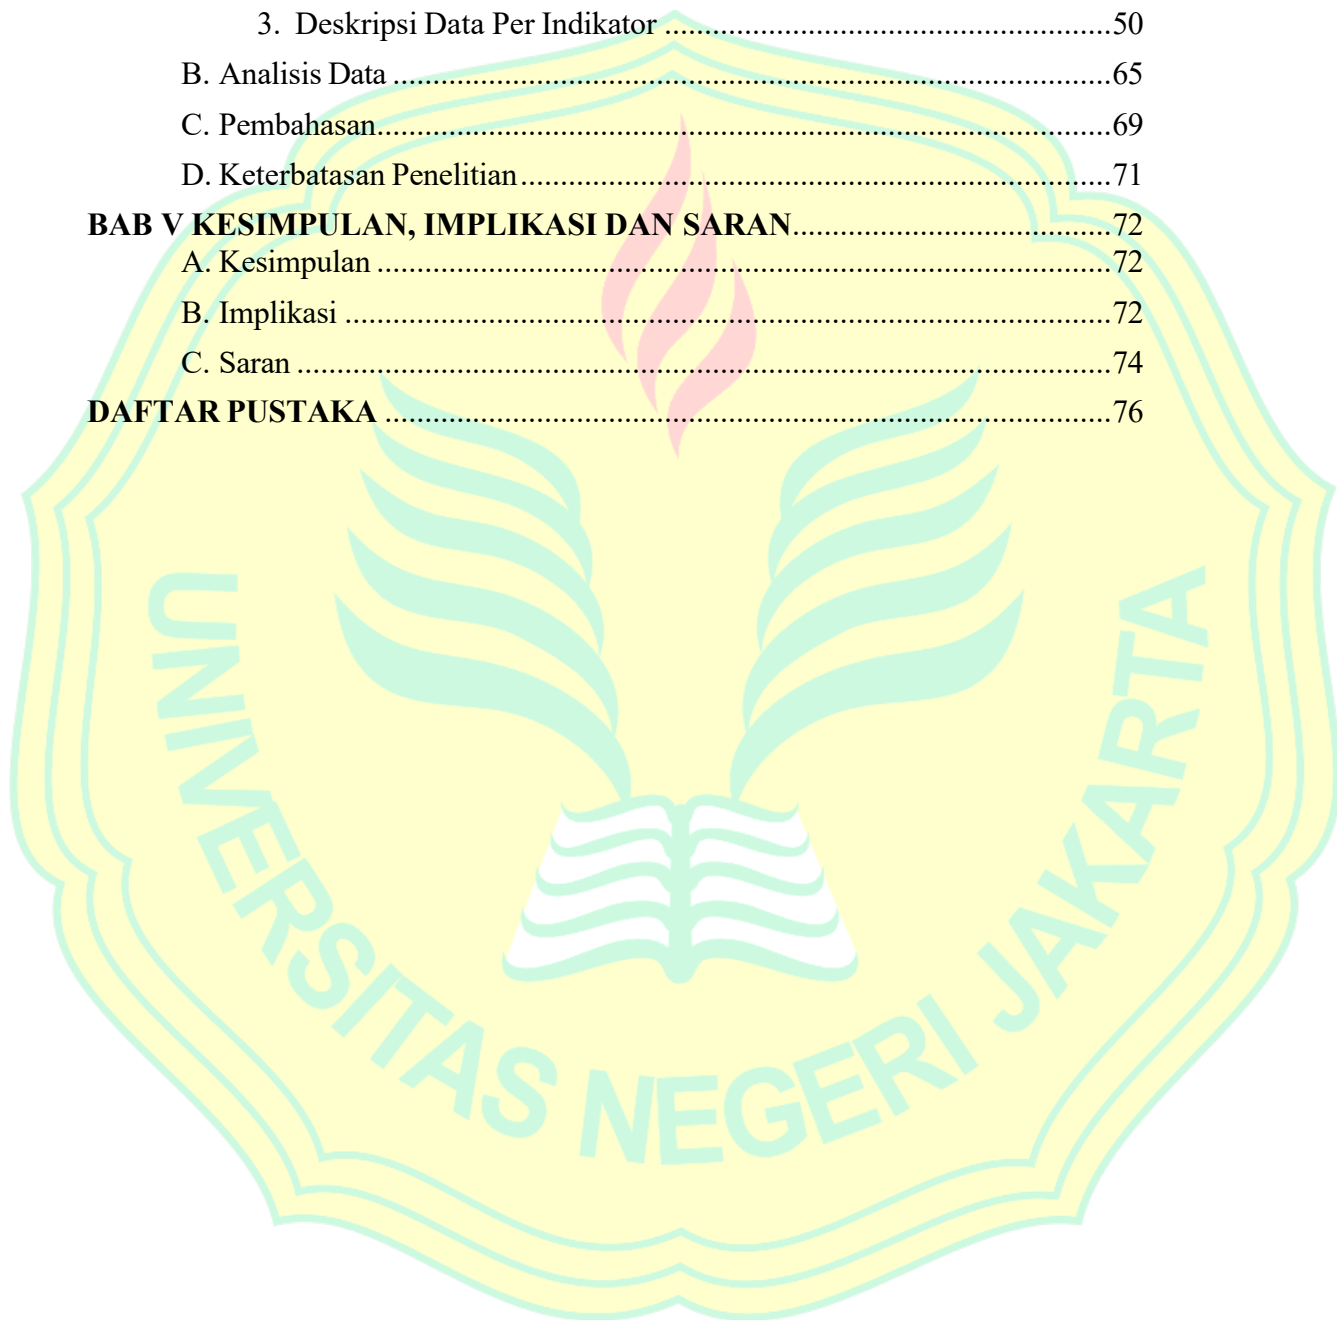 3. Deskripsi Data Per Indikator ........................................................50
B. Analisis Data ..........................................................................................65
C. Pembahasan............................................................................................69
D. Keterbatasan Penelitian..........................................................................71
BAB V KESIMPULAN, IMPLIKASI DAN SARAN........................................72
A. Kesimpulan ............................................................................................72
B. Implikasi ................................................................................................72
C. Saran ......................................................................................................74
DAFTAR PUSTAKA ...........................................................................................76
UNIVERSITAS NEGERI JAKARTA